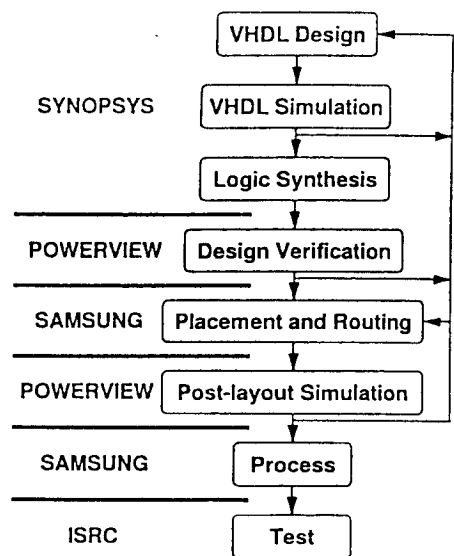 VHDL Design
SYNOPSYS
VHDL Simulation
Logic Synthesis
POWERVIEW
Design Verification
SAMSUNG
Placement and Routing
POWERVIEW
Post-layout Simulation
SAMSUNG
Process
ISRC
Test